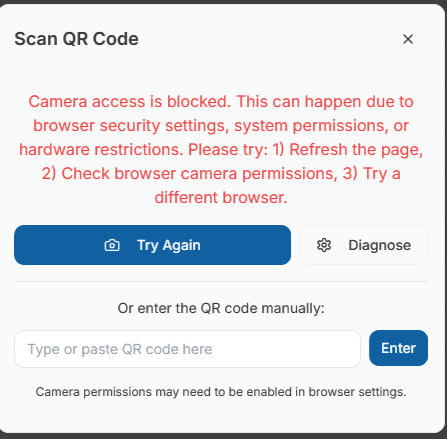 Scan QR Code
Camera access is blocked. This can happen due to
browser security settings, system permissions, or
hardware restrictions. Please try: 1) Refresh the page,
2) Check browser camera permissions, 3) Try a
different browser.
Try Again
Diagnose
Or enter the QR code manually:
Type or paste QR code here
Enter
Camera permissions may need to be enabled in browser settings.